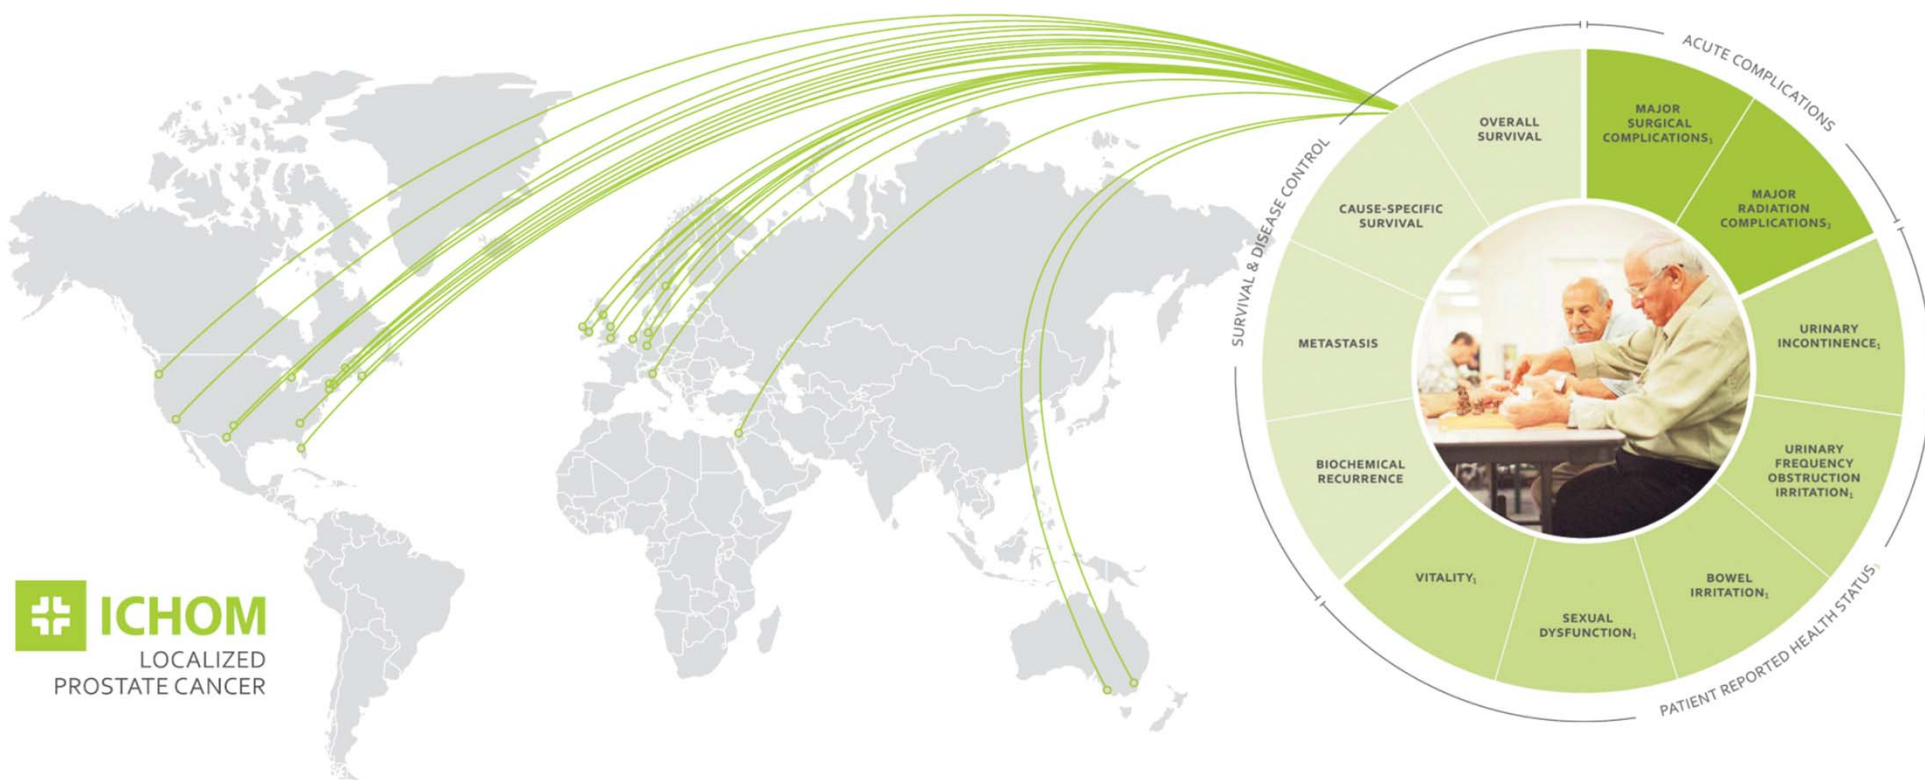 ICHOM
LOCALIZED
PROSTATE CANCER
SURVIVAL & DISEASE CONTROL
OVERALL
SURVIVAL
CAUSE-SPECIFIC
SURVIVAL
METASTASIS
BIOCHEMICAL
RECURRENCE
ACUTE COMPLICATIONS
MAJOR
SURGICAL
COMPLICATIONS₁
MAJOR
RADIATION
COMPLICATIONS₂
PATIENT REPORTED HEALTH STATUS₃
URINARY
INCONTINENCE₁
URINARY
FREQUENCY
OBSTRUCTION
IRRITATION₁
BOWEL
IRRITATION₁
SEXUAL
DYSFUNCTION₁
VITALITY₁